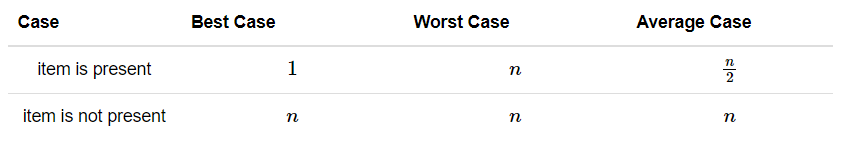 Case Best Case Worst Case Average Case
item is present 1 n n/2
item is not present n n n